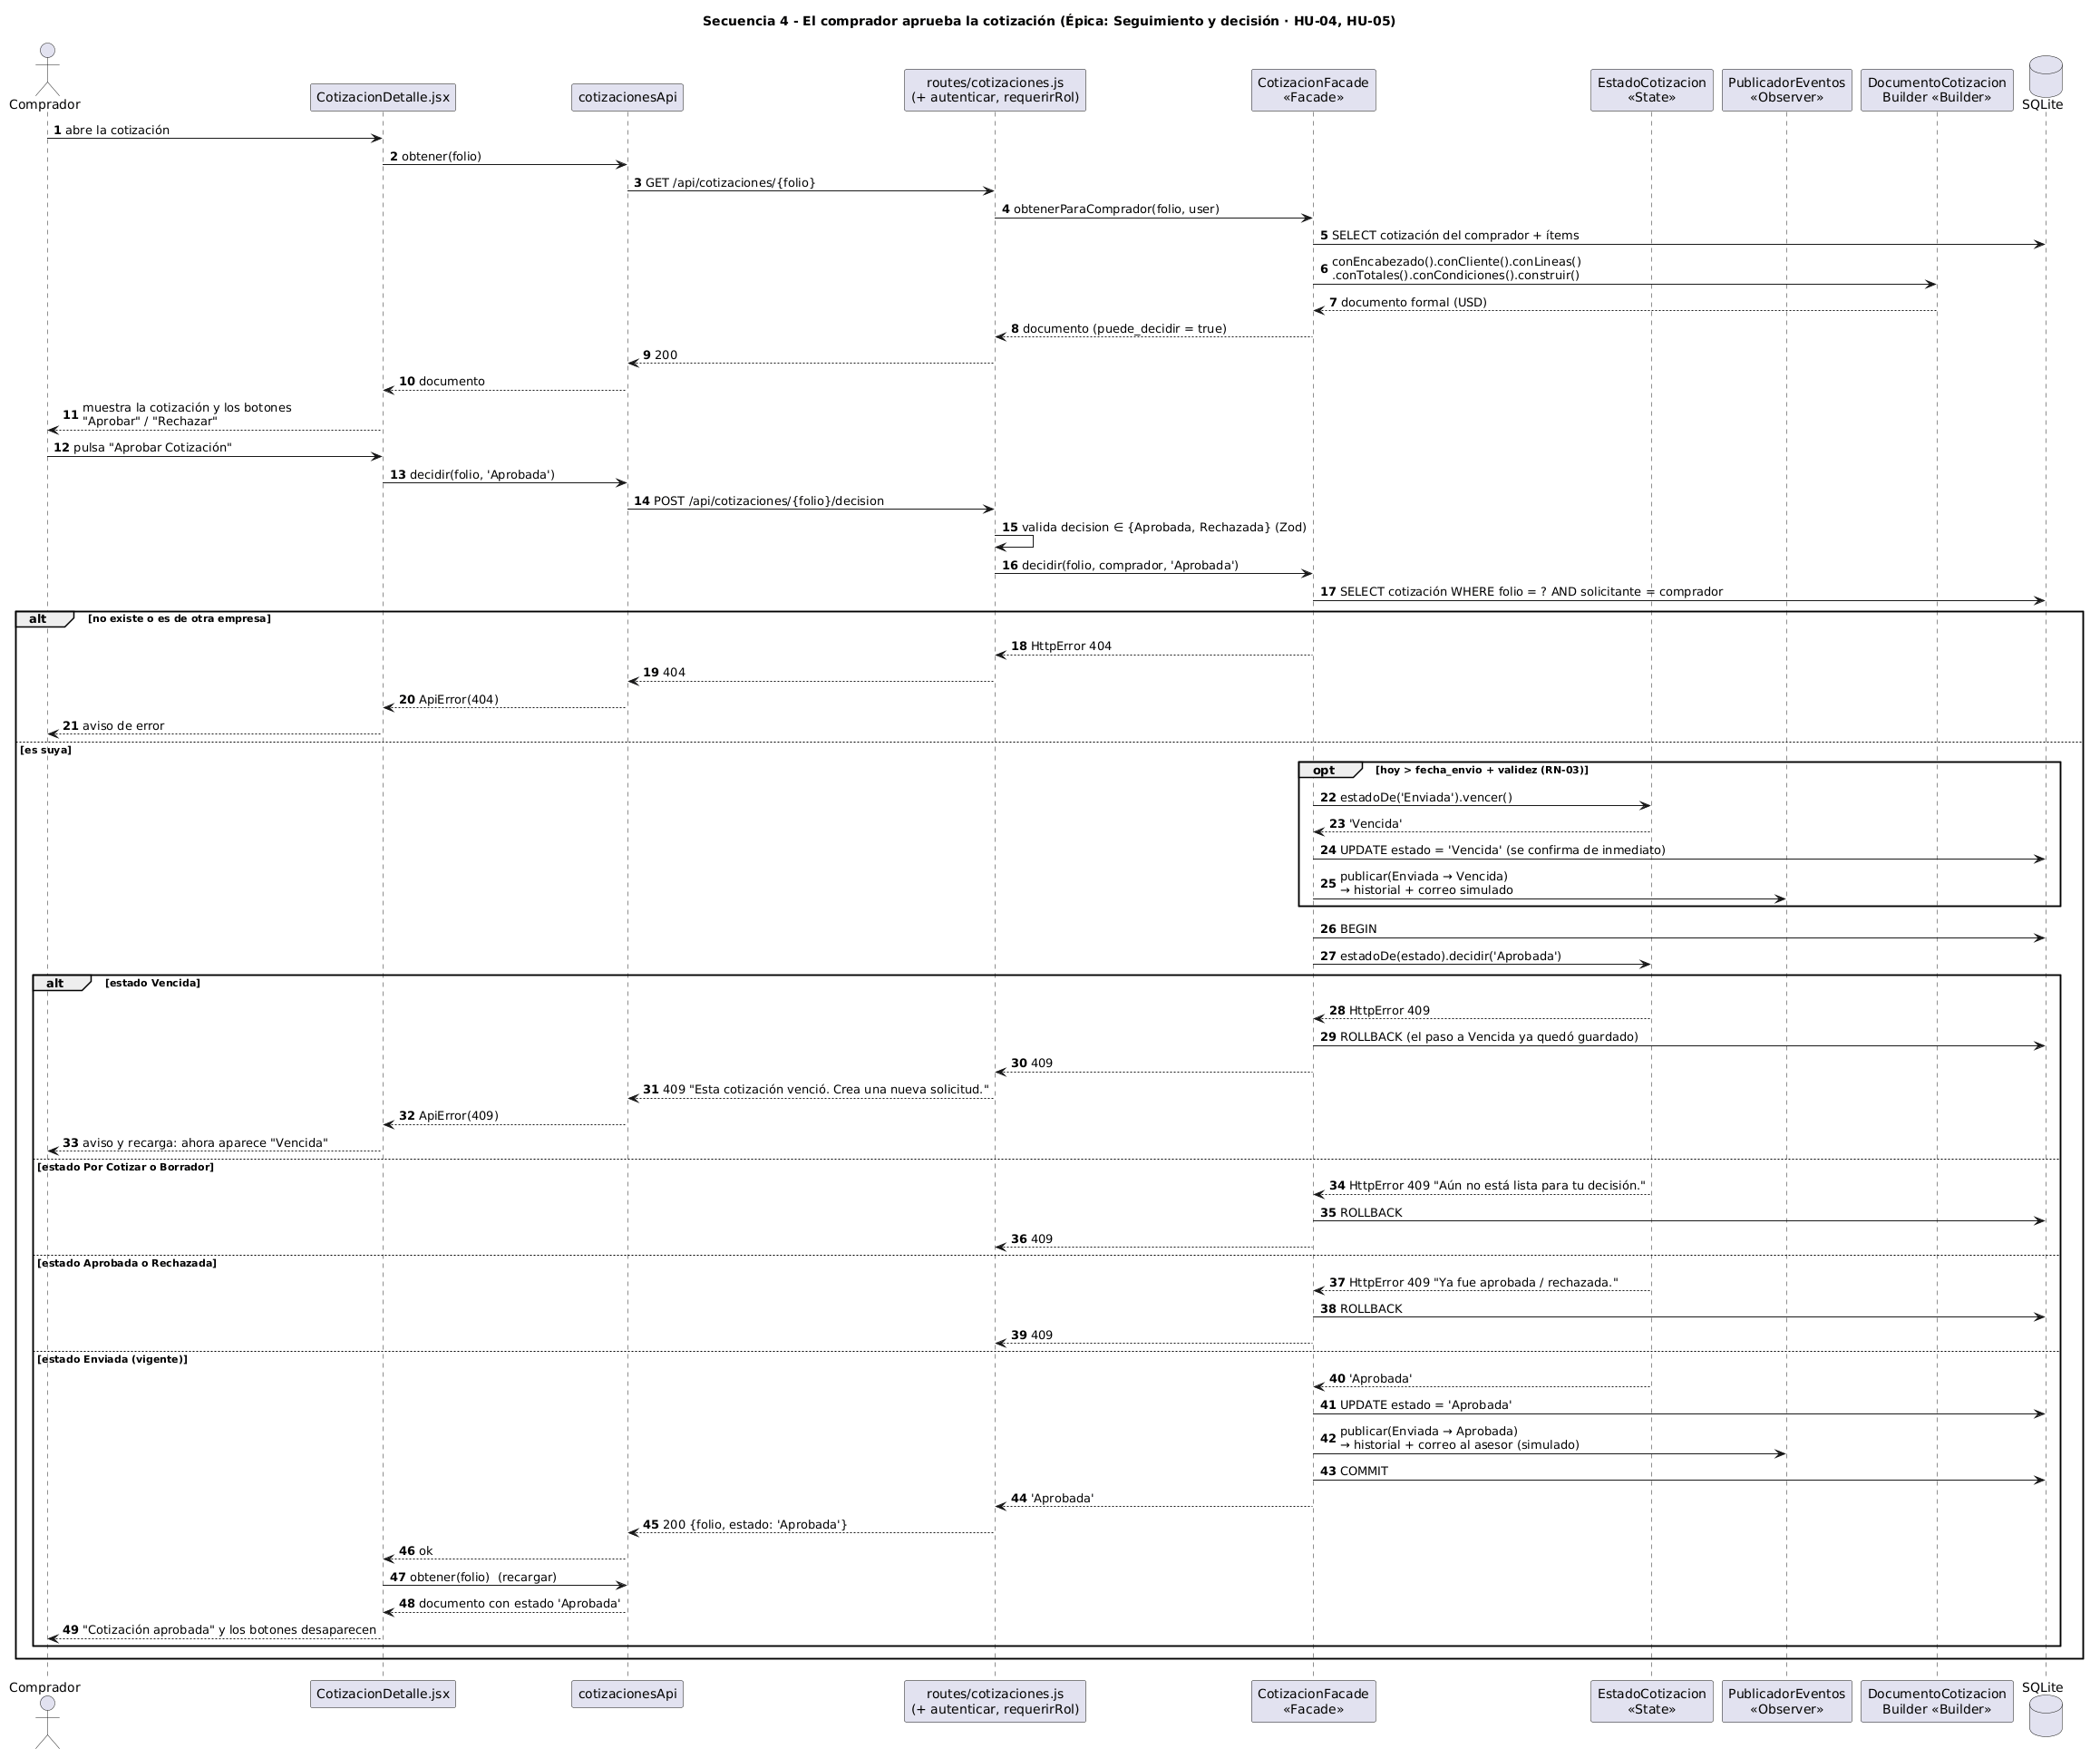 Secuencia 4 - El comprador aprueba la cotización (Épica: Seguimiento y decisión · HU-04, HU-05)
Comprador
CotizacionDetalle.jsx
cotizacionesApi
routes/cotizaciones.js
(+ autenticar, requerirRol)
CotizacionFacade
«Facade»
EstadoCotizacion
«State»
PublicadorEventos
«Observer»
DocumentoCotizacion
Builder «Builder»
SQLite
1 abre la cotización
2 obtener(folio)
3 GET /api/cotizaciones/{folio}
4 obtenerParaComprador(folio, user)
5 SELECT cotización del comprador + ítems
6 conEncabezado().conCliente().conLineas()
.conTotales().conCondiciones().construir()
7 documento formal (USD)
8 documento (puede_decidir = true)
9 200
10 documento
11 muestra la cotización y los botones
"Aprobar" / "Rechazar"
12 pulsa "Aprobar Cotización"
13 decidir(folio, 'Aprobada')
14 POST /api/cotizaciones/{folio}/decision
15 valida decision ∈ {Aprobada, Rechazada} (Zod)
16 decidir(folio, comprador, 'Aprobada')
17 SELECT cotización WHERE folio = ? AND solicitante = comprador
alt [no existe o es de otra empresa]
18 HttpError 404
19 404
20 ApiError(404)
21 aviso de error
[es suya]
opt [hoy > fecha_envio + validez (RN-03)]
22 estadoDe('Enviada').vencer()
23 'Vencida'
24 UPDATE estado = 'Vencida' (se confirma de inmediato)
25 publicar(Enviada → Vencida)
→ historial + correo simulado
26 BEGIN
27 estadoDe(estado).decidir('Aprobada')
alt [estado Vencida]
28 HttpError 409
29 ROLLBACK (el paso a Vencida ya quedó guardado)
30 409
31 409 "Esta cotización venció. Crea una nueva solicitud."
32 ApiError(409)
33 aviso y recarga: ahora aparece "Vencida"
[estado Por Cotizar o Borrador]
34 HttpError 409 "Aún no está lista para tu decisión."
35 ROLLBACK
36 409
[estado Aprobada o Rechazada]
37 HttpError 409 "Ya fue aprobada / rechazada."
38 ROLLBACK
39 409
[estado Enviada (vigente)]
40 'Aprobada'
41 UPDATE estado = 'Aprobada'
42 publicar(Enviada → Aprobada)
→ historial + correo al asesor (simulado)
43 COMMIT
44 'Aprobada'
45 200 {folio, estado: 'Aprobada'}
46 ok
47 obtener(folio)  (recargar)
48 documento con estado 'Aprobada'
49 "Cotización aprobada" y los botones desaparecen
Comprador
CotizacionDetalle.jsx
cotizacionesApi
routes/cotizaciones.js
(+ autenticar, requerirRol)
CotizacionFacade
«Facade»
EstadoCotizacion
«State»
PublicadorEventos
«Observer»
DocumentoCotizacion
Builder «Builder»
SQLite